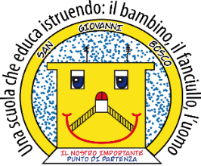 Una scuola che educa istruendo: il bambino, il fanciullo, l'uomo
SAN GIOVANNI BOSCO
IL NOSTRO IMPORTANTE
PUNTO DI PARTENZA